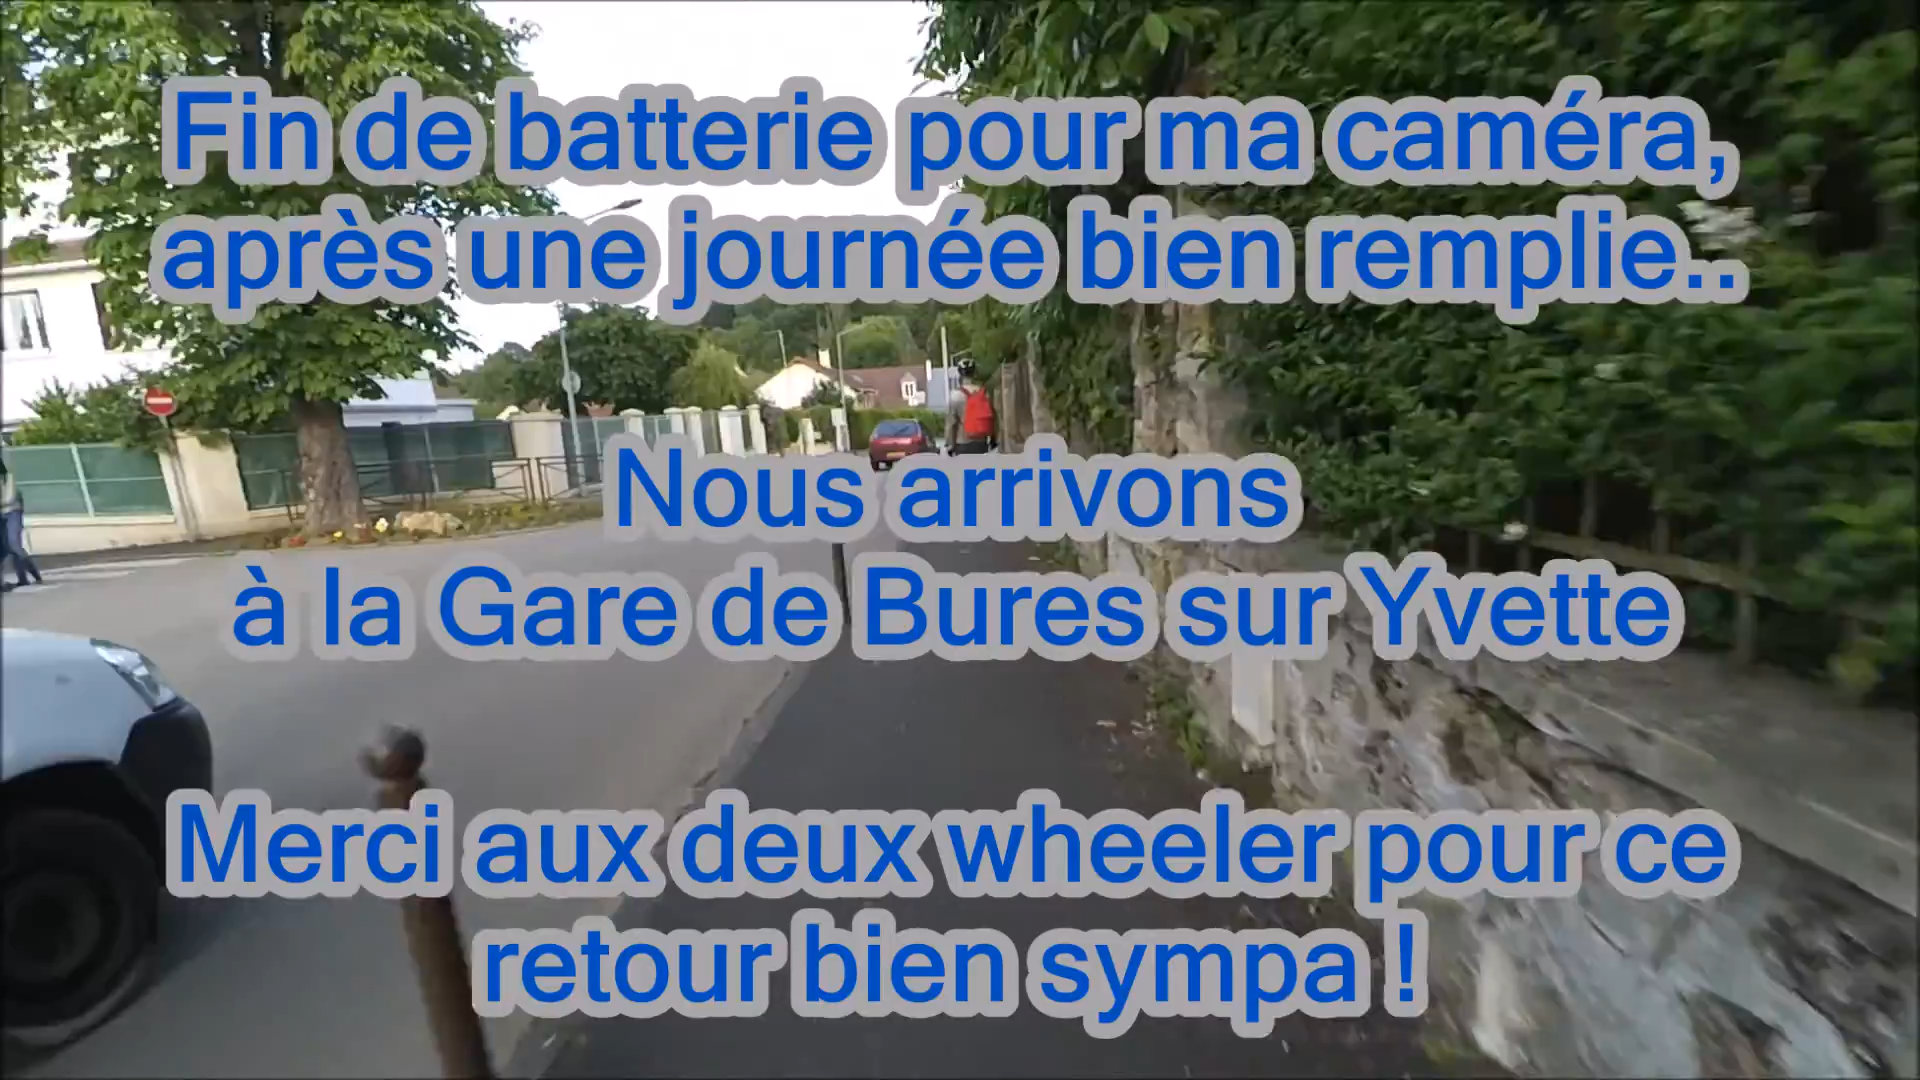 Fin de batterie pour ma caméra,
après une journée bien remplie..
Nous arrivons
à la Gare de Bures sur Yvette
Merci aux deux wheeler pour ce
retour bien sympa !